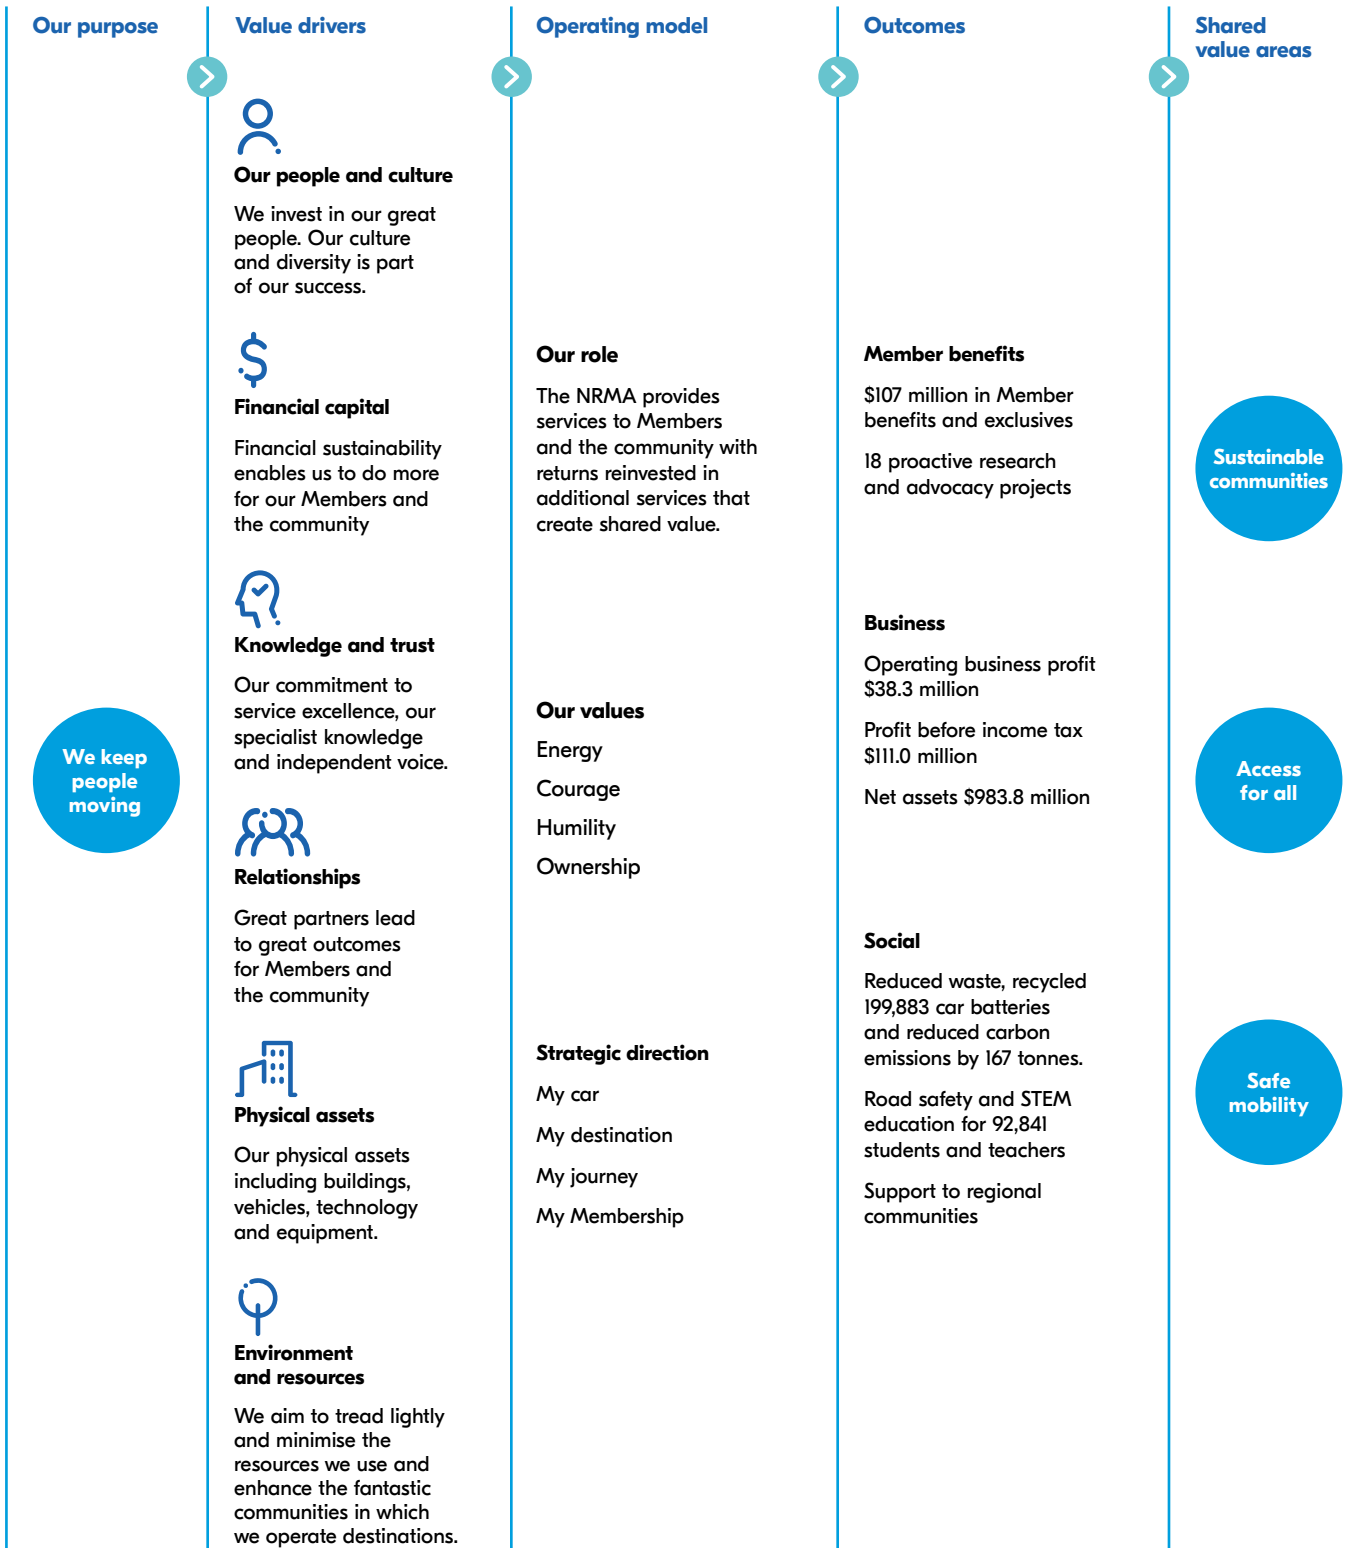 Our purpose
We keep
people
moving
Value drivers
Our people and culture
We invest in our great
people. Our culture
and diversity is part
of our success.
Financial capital
Financial sustainability
enables us to do more
for our Members and
the community
Knowledge and trust
Our commitment to
service excellence, our
specialist knowledge
and independent voice.
Relationships
Great partners lead
to great outcomes
for Members and
the community
Physical assets
Our physical assets
including buildings,
vehicles, technology
and equipment.
Environment
and resources
We aim to tread lightly
and minimise the
resources we use and
enhance the fantastic
communities in which
we operate destinations.
Operating model
Our role
The NRMA provides
services to Members
and the community with
returns reinvested in
additional services that
create shared value.
Our values
Energy
Courage
Humility
Ownership
Strategic direction
My car
My destination
My journey
My Membership
Outcomes
Member benefits
$107 million in Member
benefits and exclusives
18 proactive research
and advocacy projects
Business
Operating business profit
$38.3 million
Profit before income tax
$111.0 million
Net assets $983.8 million
Social
Reduced waste, recycled
199,883 car batteries
and reduced carbon
emissions by 167 tonnes.
Road safety and STEM
education for 92,841
students and teachers
Support to regional
communities
Shared
value areas
Sustainable
communities
Access
for all
Safe
mobility